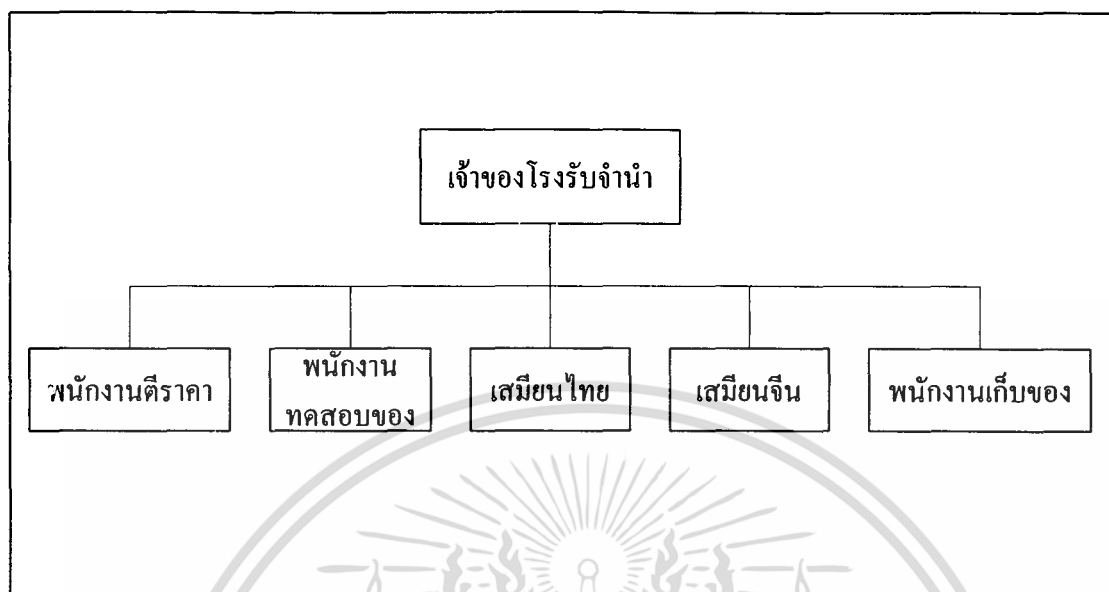 เจ้าของโรงรับจำนำ
พนักงานตีราคา
พนักงาน
ทดสอบของ
เสมียนไทย
เสมียนจีน
พนักงานเก็บของ